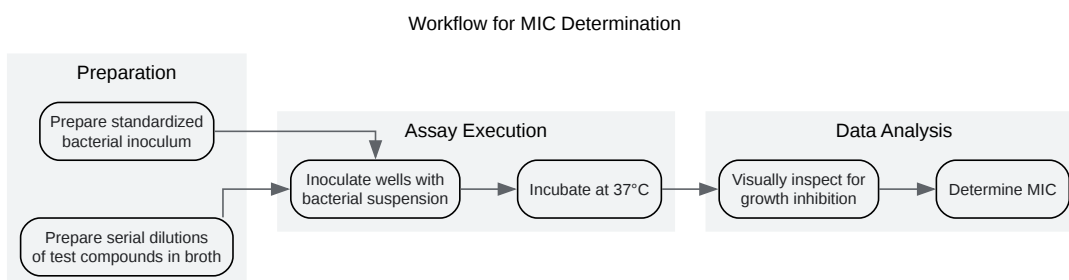 Workflow for MIC Determination
Preparation
Prepare standardized
bacterial inoculum
Prepare serial dilutions
of test compounds in broth
Assay Execution
Inoculate wells with
bacterial suspension
Incubate at 37°C
Data Analysis
Visually inspect for
growth inhibition
Determine MIC